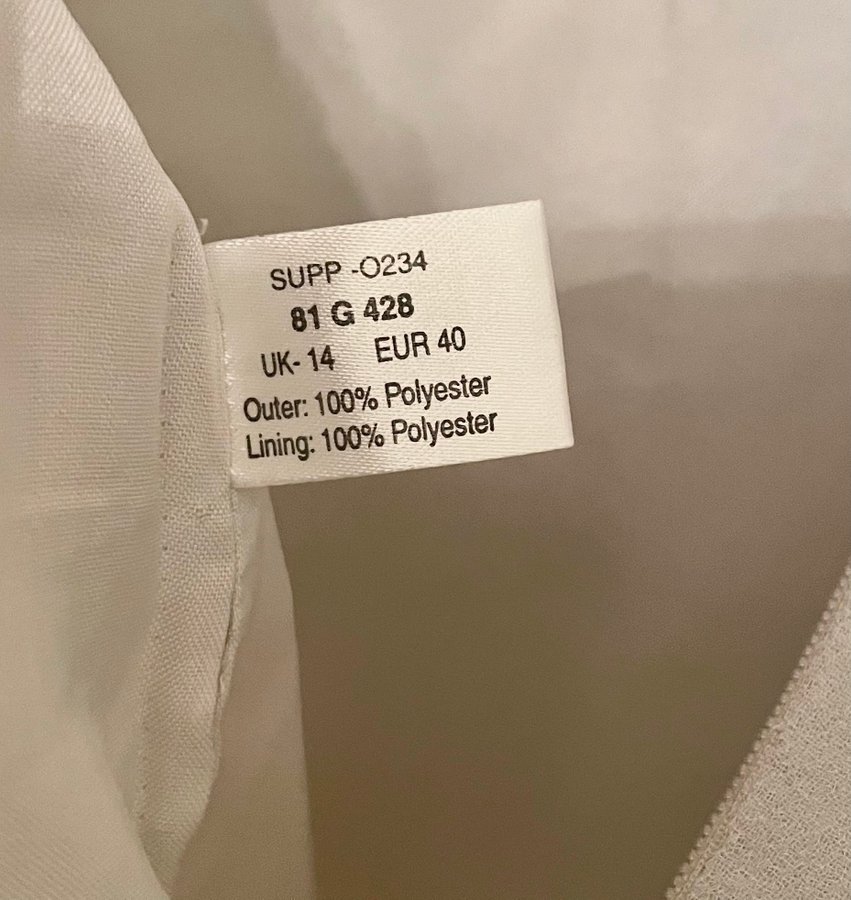 SUPP -O234
81 G 428
UK- 14 EUR 40
Outer: 100% Polyester
Lining: 100% Polyester